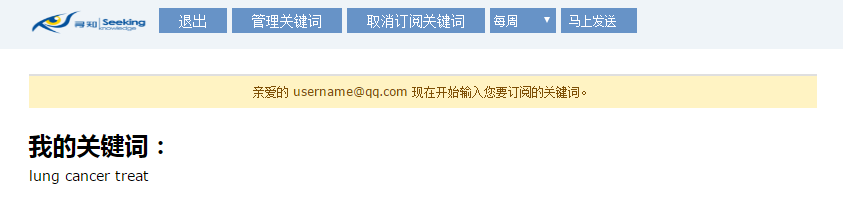 寻知 Seeking knowledge 退出 管理关键词 取消订阅关键词 每周 马上发送
亲爱的 username@qq.com 现在开始输入您要订阅的关键词。
我的关键词：
lung cancer treat